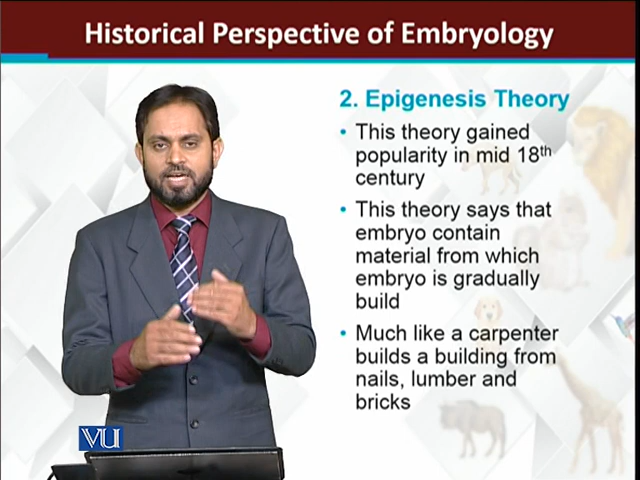 Historical Perspective of Embryology
2. Epigenesis Theory
• This theory gained
popularity in mid 18th
century
• This theory says that
embryo contain
material from which
embryo is gradually
build
• Much like a carpenter
builds a building from
nails, lumber and
bricks
VU